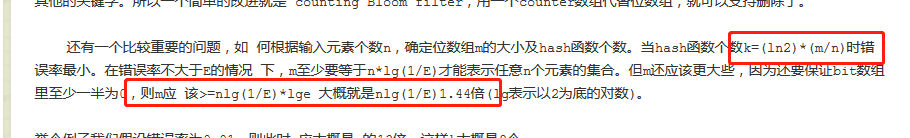 其他的关键字。所以一个简单的改进就是 counting Bloom filter，用一个counter数组代替位数组，就可以支持删除了。
还有一个比较重要的问题，如 何根据输入元素个数n，确定位数组m的大小及hash函数个数。当hash函数个数k=(ln2)*(m/n)时错
误率最小。在错误率不大于E的情况 下，m至少要等于n*lg(1/E)才能表示任意n个元素的集合。但m还应该更大些，因为还要保证bit数组
里至少一半为0，则m应 该>=nlg(1/E)*lge 大概就是nlg(1/E)1.44倍(lg表示以2为底的对数)。